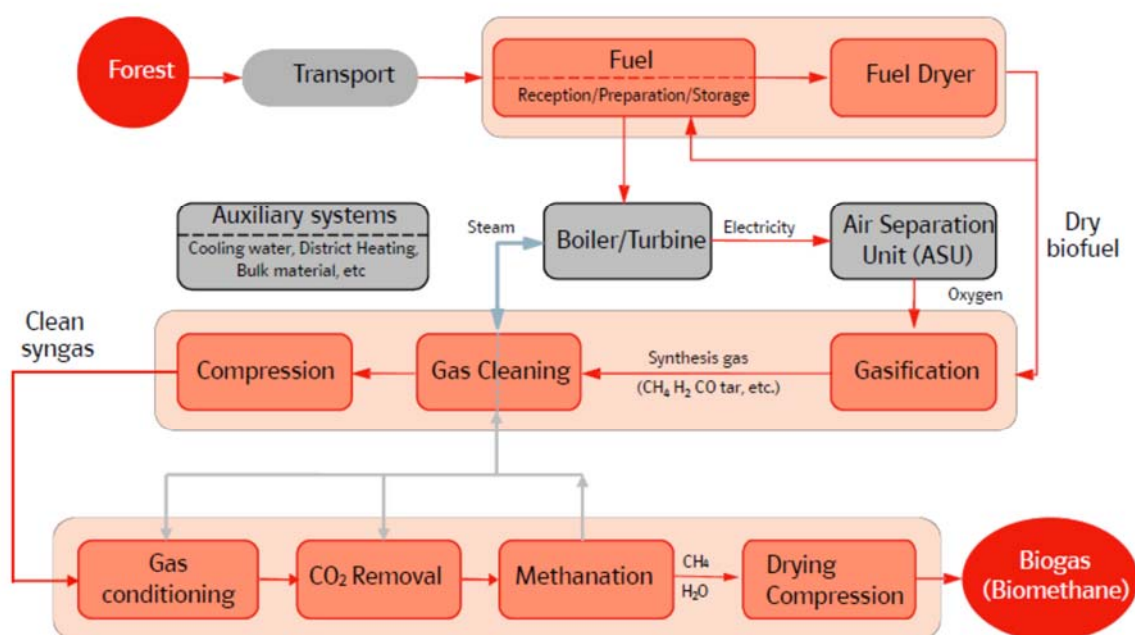 Forest
Transport
Fuel
Reception/Preparation/Storage
Fuel Dryer
Auxiliary systems
Cooling water, District Heating,
Bulk material, etc
Steam
Boiler/Turbine
Electricity
Air Separation
Unit (ASU)
Dry
biofuel
Oxygen
Clean
syngas
Compression
Gas Cleaning
Synthesis gas
(CH₄ H₂ CO tar, etc.)
Gasification
Gas
conditioning
CO₂ Removal
Methanation
CH₄
H₂O
Drying
Compression
Biogas
(Biomethane)